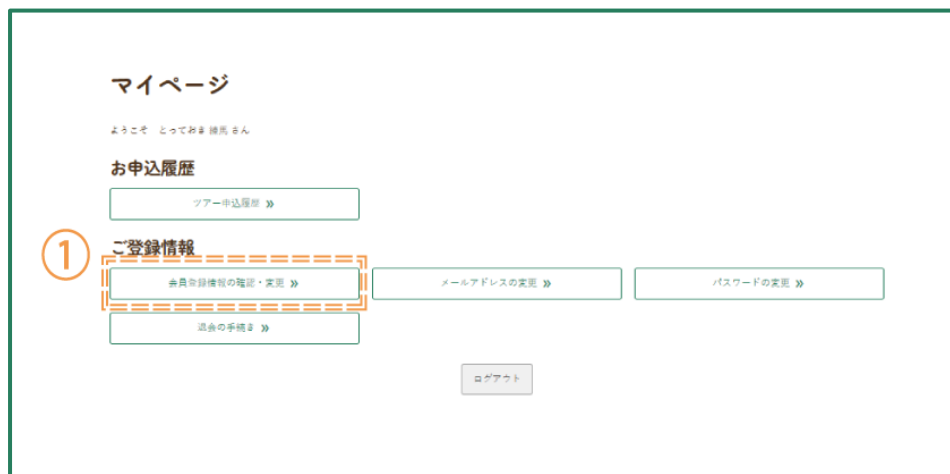 マイページ
ようこそ とっておき 練馬 さん
お申込履歴
ツアー申込履歴 »
① ご登録情報
会員登録情報の確認・変更 » メールアドレスの変更 » パスワードの変更 »
退会の手続き »
ログアウト